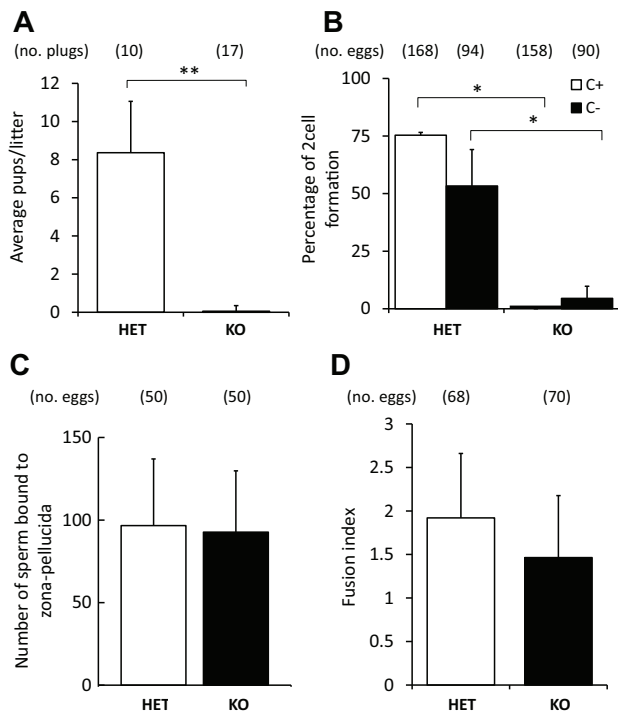 A
(no. plugs) (10) (17)
**
12
10
8
6
4
2
0
Average pups/litter
HET KO
B
(no. eggs) (168) (94) (158) (90)
C+
C-
*
*
100
75
50
25
0
Percentage of 2cell
formation
HET KO
C
(no. eggs) (50) (50)
150
100
50
0
Number of sperm bound to
zona-pellucida
HET KO
D
(no. eggs) (68) (70)
3
2.5
2
1.5
1
0.5
0
Fusion index
HET KO